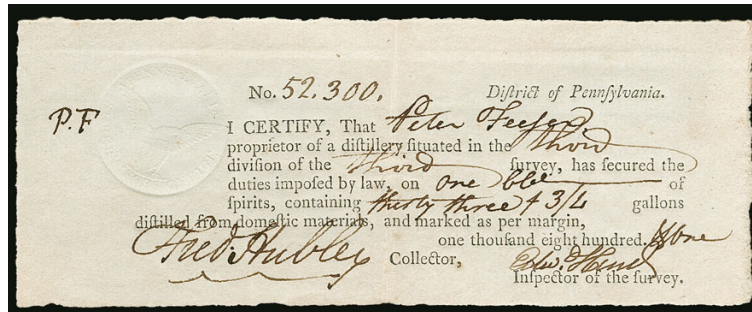 No. 52.300. Diſtrict of Pennſylvania.
P.F
I CERTIFY, That Peter
proprietor of a diſtillery ſituated in the third
diviſion of the third ſurvey, has ſecured the
duties impoſed by law, on one bbl of
ſpirits, containing thirty three & 3/4 gallons
diſtilled from domeſtic materials, and marked as per margin,
one thouſand eight hundred, & one
Fred. Hubley Collector,
Inſpector of the ſurvey.